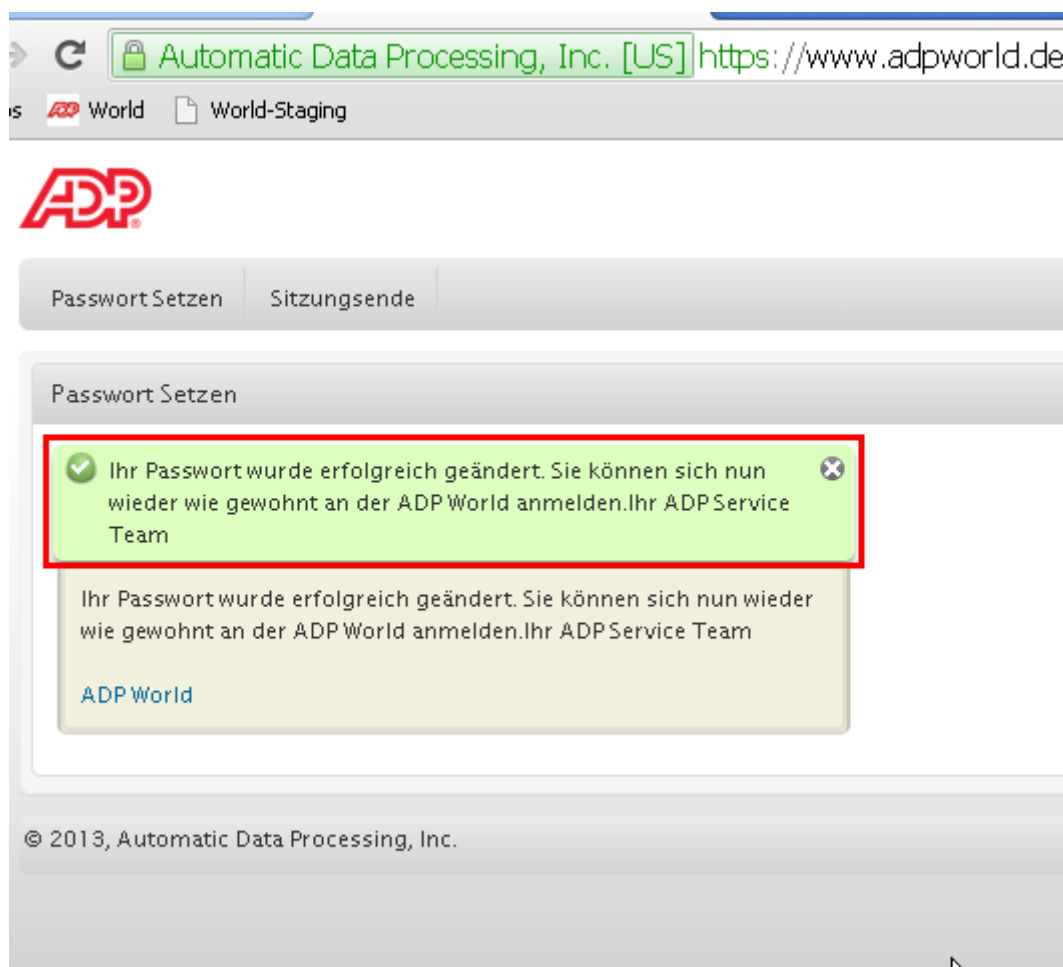 Automatic Data Processing, Inc. [US] https://www.adpworld.de
s ADP World World-Staging
ADP
Passwort Setzen Sitzungsende
Passwort Setzen
Ihr Passwort wurde erfolgreich geändert. Sie können sich nun
wieder wie gewohnt an der ADP World anmelden.Ihr ADP Service
Team
Ihr Passwort wurde erfolgreich geändert. Sie können sich nun wieder
wie gewohnt an der ADP World anmelden.Ihr ADP Service Team
ADP World
© 2013, Automatic Data Processing, Inc.